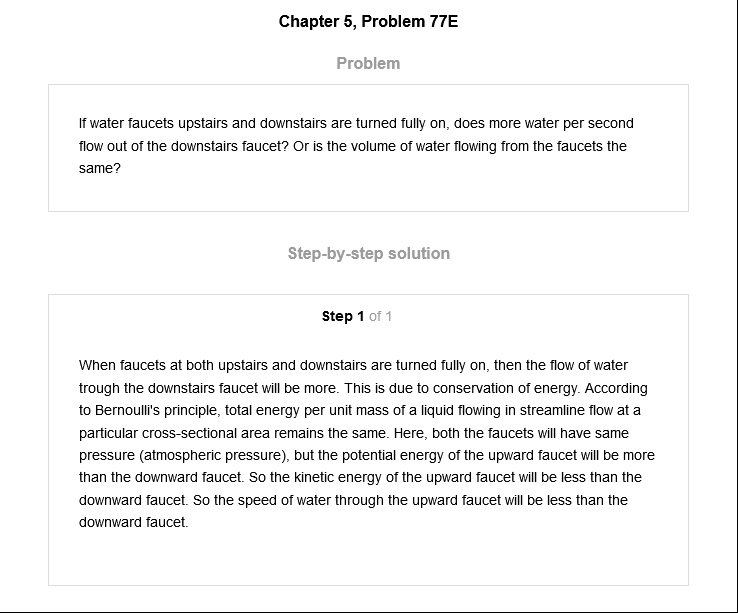 Chapter 5, Problem 77E
Problem
If water faucets upstairs and downstairs are turned fully on, does more water per second
flow out of the downstairs faucet? Or is the volume of water flowing from the faucets the
same?
Step-by-step solution
Step 1 of 1
When faucets at both upstairs and downstairs are turned fully on, then the flow of water
trough the downstairs faucet will be more. This is due to conservation of energy. According
to Bernoulli's principle, total energy per unit mass of a liquid flowing in streamline flow at a
particular cross-sectional area remains the same. Here, both the faucets will have same
pressure (atmospheric pressure), but the potential energy of the upward faucet will be more
than the downward faucet. So the kinetic energy of the upward faucet will be less than the
downward faucet. So the speed of water through the upward faucet will be less than the
downward faucet.